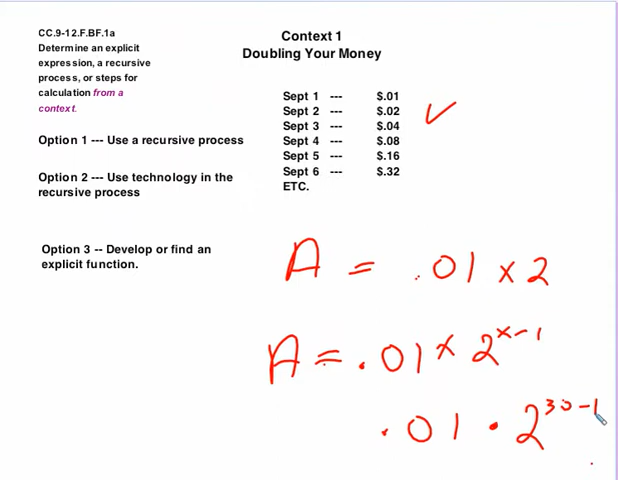 CC.9-12.F.BF.1a
Determine an explicit
expression, a recursive
process, or steps for
calculation from a
context.
Option 1 --- Use a recursive process
Option 2 --- Use technology in the
recursive process
Option 3 -- Develop or find an
explicit function.
Context 1
Doubling Your Money
Sept 1 --- $.01
Sept 2 --- $.02
Sept 3 --- $.04
Sept 4 --- $.08
Sept 5 --- $.16
Sept 6 --- $.32
ETC.
A = .01 x 2
A = .01 x 2^x-1
.01 · 2^30-1